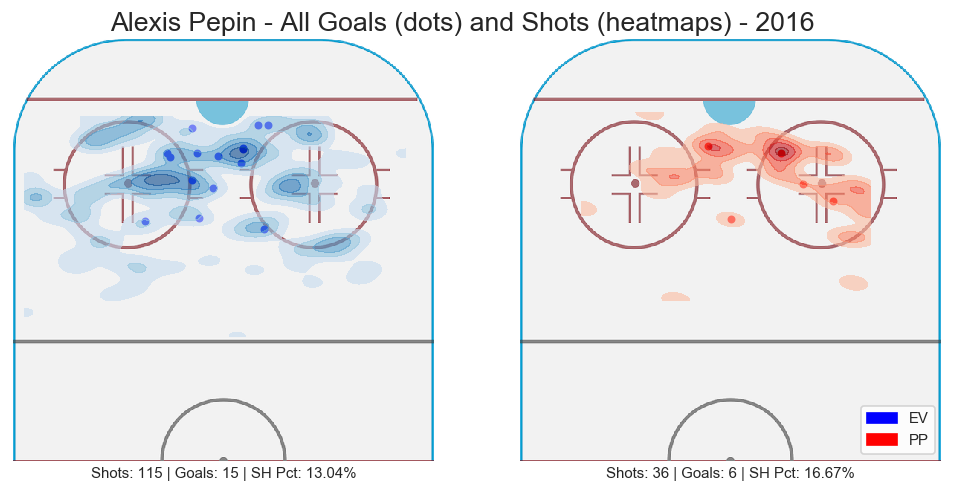 Alexis Pepin - All Goals (dots) and Shots (heatmaps) - 2016
EV
PP
Shots: 115 | Goals: 15 | SH Pct: 13.04%
Shots: 36 | Goals: 6 | SH Pct: 16.67%